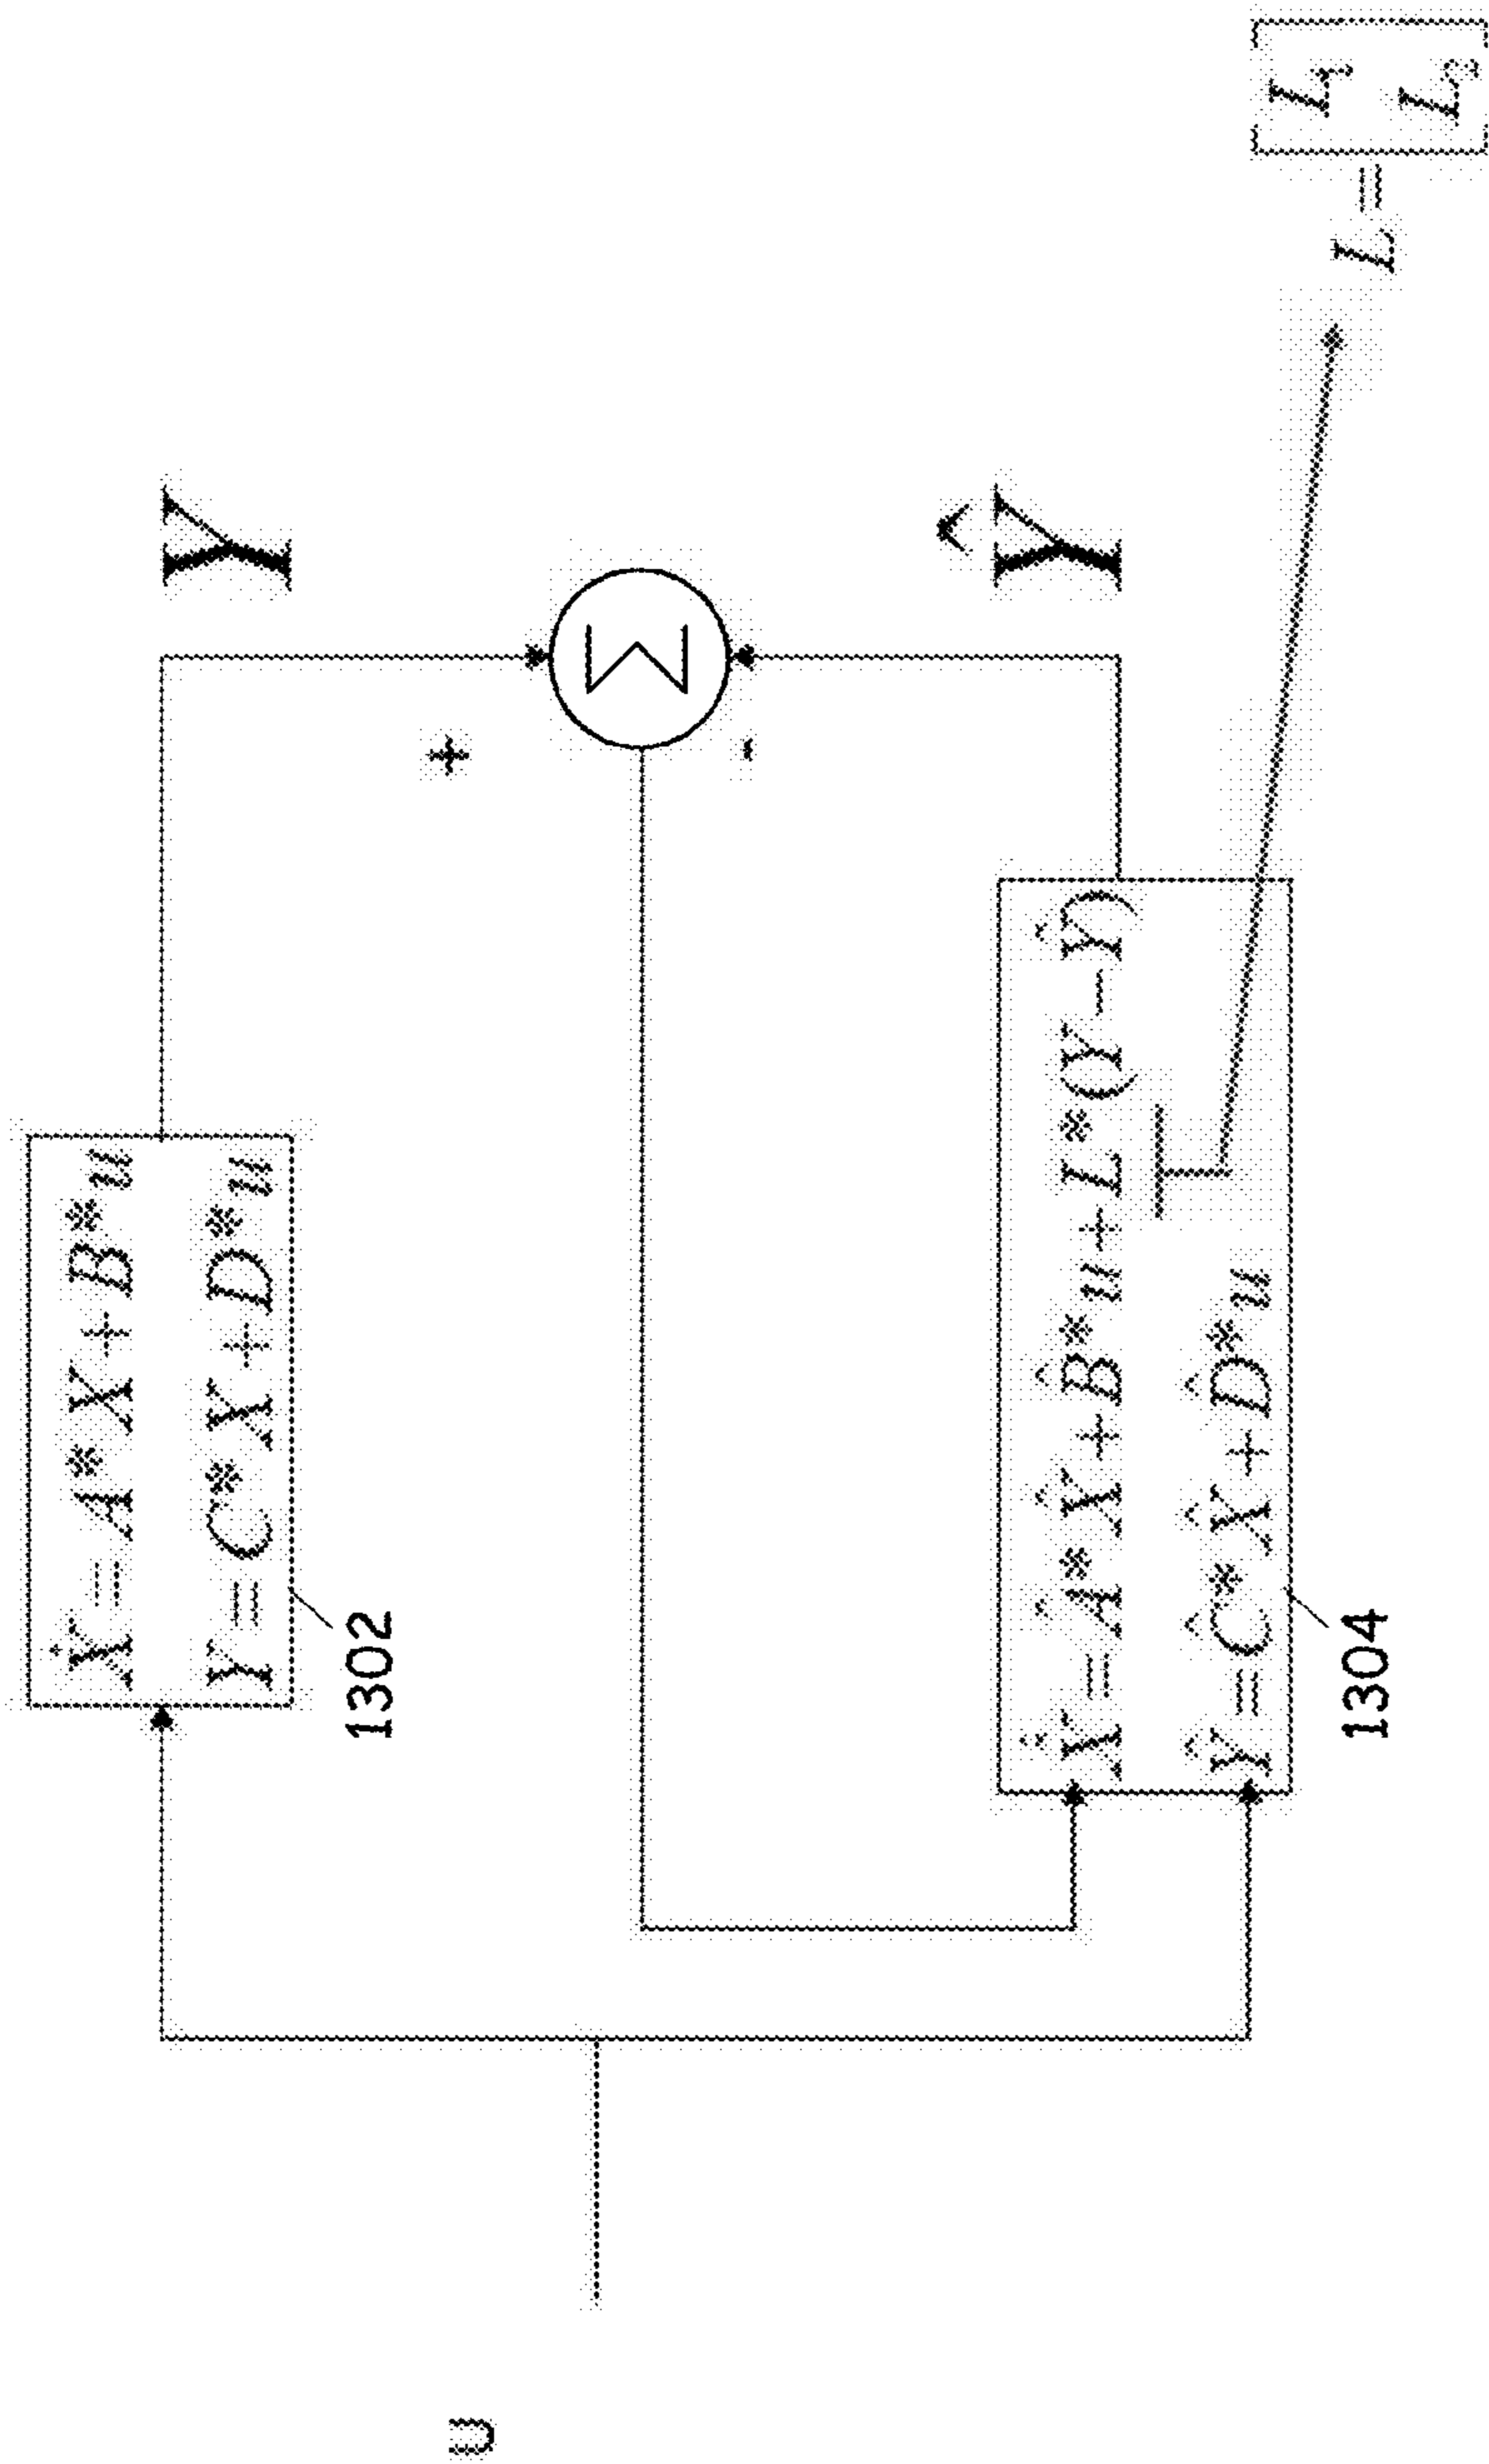 Ẋ = A * X + B * u
Y = C * X + D * u
1302
Y
+
Σ
-
Ŷ
U
X̂̇ = Â * X̂ + B̂ * u + L * (Y − Ŷ)
Ŷ = Ĉ * X̂ + D̂ * u
1304
L = [L₁
L₂]